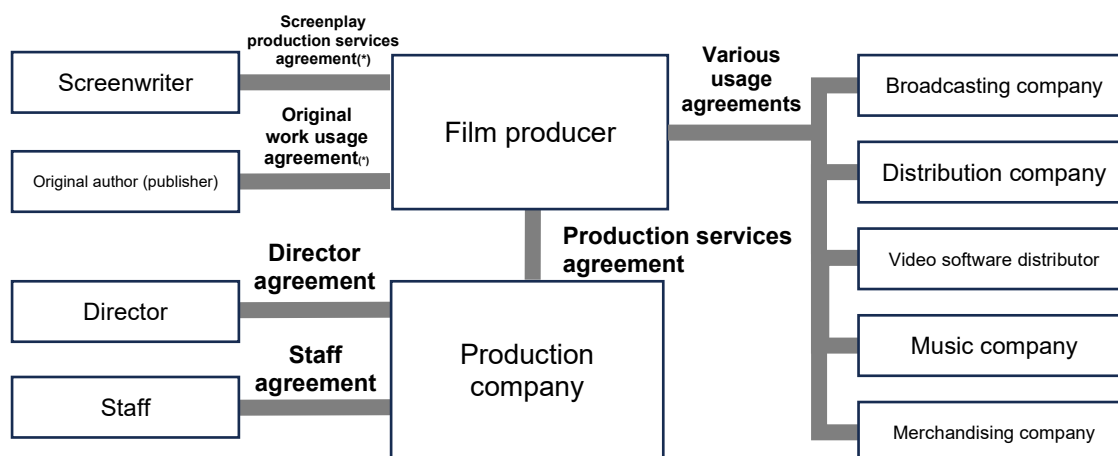 Screenplay
production services
agreement(*)
Screenwriter
Original
work usage
agreement(*)
Original author (publisher)
Film producer
Various
usage
agreements
Broadcasting company
Distribution company
Video software distributor
Music company
Merchandising company
Production services
agreement
Director
agreement
Director
Staff
agreement
Staff
Production
company